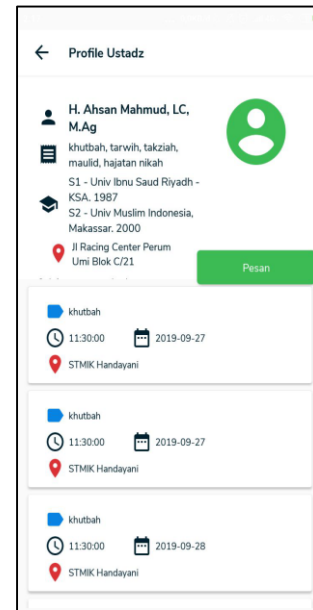 Profile Ustadz
H. Ahsan Mahmud, LC,
M.Ag
khutbah, tarwih, takziah,
maulid, hajatan nikah
S1 - Univ Ibnu Saud Riyadh -
KSA. 1987
S2 - Univ Muslim Indonesia,
Makassar. 2000
Jl Racing Center Perum
Umi Blok C/21
Pesan
khutbah
11:30:00 2019-09-27
STMIK Handayani
khutbah
11:30:00 2019-09-27
STMIK Handayani
khutbah
11:30:00 2019-09-28
STMIK Handayani